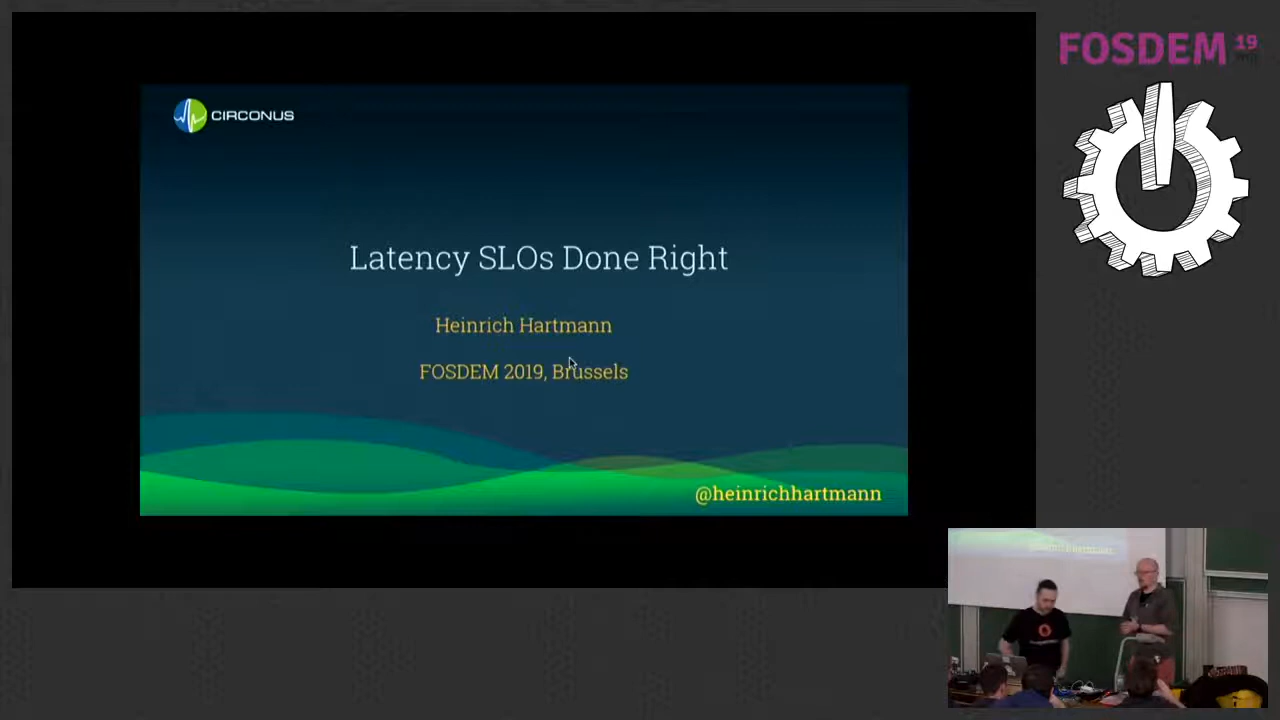 FOSDEM 19
CIRCONUS
Latency SLOs Done Right
Heinrich Hartmann
FOSDEM 2019, Brussels
@heinrichhartmann